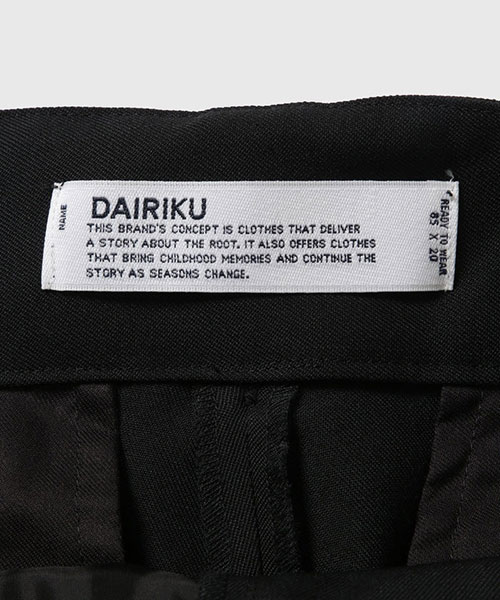 NAME
DAIRIKU
THIS BRAND'S CONCEPT IS CLOTHES THAT DELIVER
A STORY ABOUT THE ROOT. IT ALSO OFFERS CLOTHES
THAT BRING CHILDHOOD MEMORIES AND CONTINUE THE
STORY AS SEASONS CHANGE.
READY TO WEAR
65 X 20